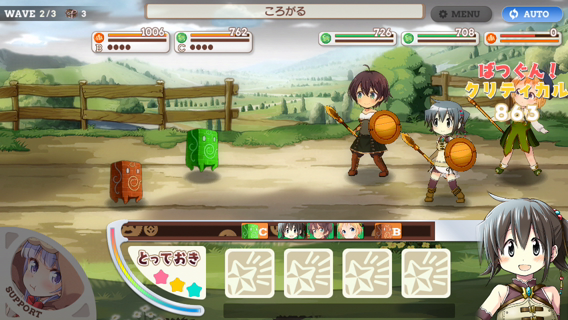 WAVE 2/3 3
ころがる
MENU
AUTO
1006
B
762
C
726
708
0
ばつぐん!
クリティカル
863
C
B
とっておき
SUPPORT